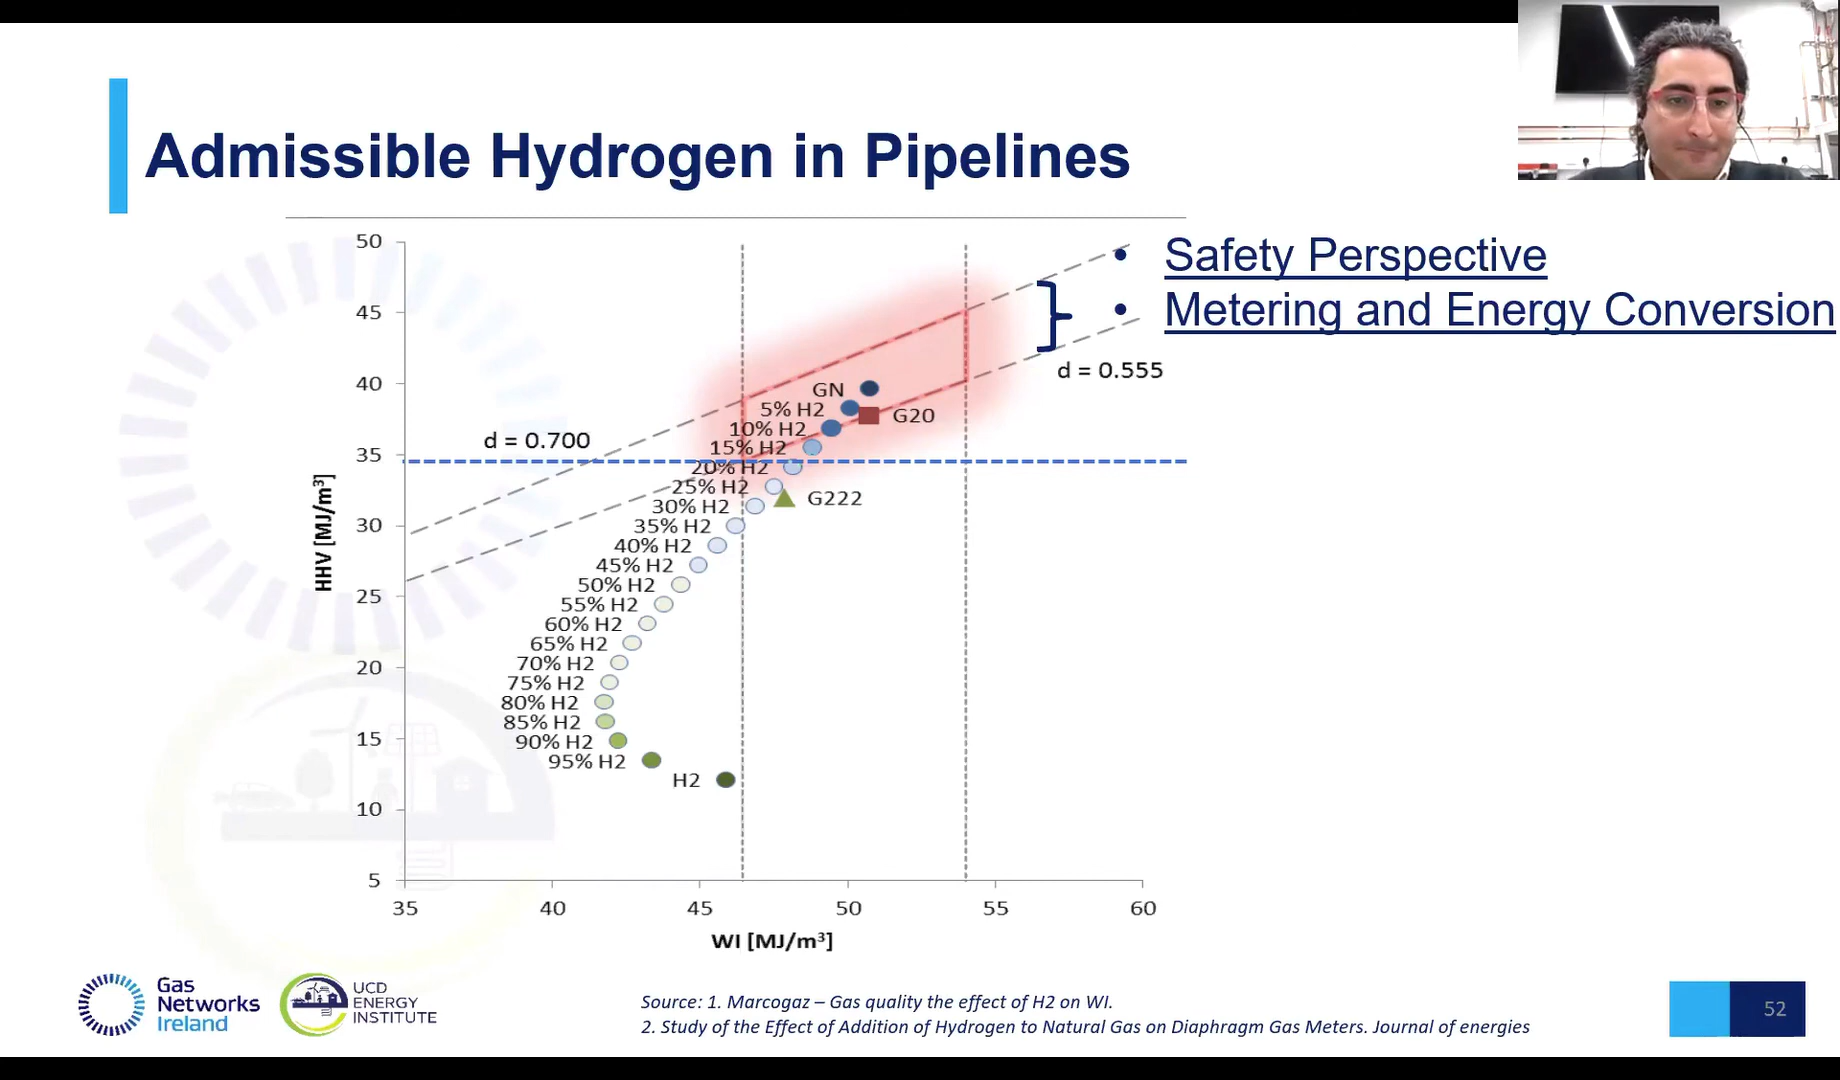 Admissible Hydrogen in Pipelines
• Safety Perspective
• Metering and Energy Conversion
50
45
40
35
30
25
20
15
10
5
HHV [MJ/m³]
d = 0.700
d = 0.555
GN
5% H2
G20
10% H2
15% H2
20% H2
25% H2
G222
30% H2
35% H2
40% H2
45% H2
50% H2
55% H2
60% H2
65% H2
70% H2
75% H2
80% H2
85% H2
90% H2
95% H2
H2
35 40 45 50 55 60
WI [MJ/m³]
Gas
Networks
Ireland
UCD
ENERGY
INSTITUTE
Source: 1. Marcogaz – Gas quality the effect of H2 on WI.
2. Study of the Effect of Addition of Hydrogen to Natural Gas on Diaphragm Gas Meters. Journal of energies
52